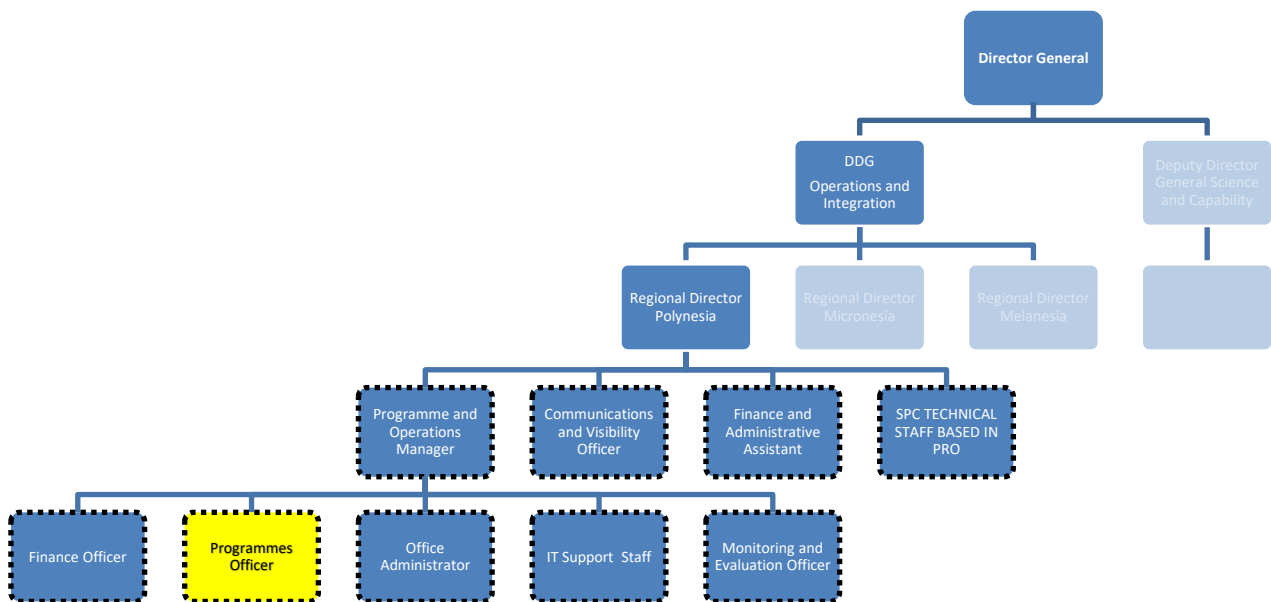 Director General
DDG
Operations and
Integration
Deputy Director
General Science
and Capability
Regional Director
Polynesia
Regional Director
Micronesia
Regional Director
Melanesia
Programme and
Operations
Manager
Communications
and Visibility
Officer
Finance and
Administrative
Assistant
SPC TECHNICAL
STAFF BASED IN
PRO
Finance Officer
Programmes
Officer
Office
Administrator
IT Support  Staff
Monitoring and
Evaluation Officer